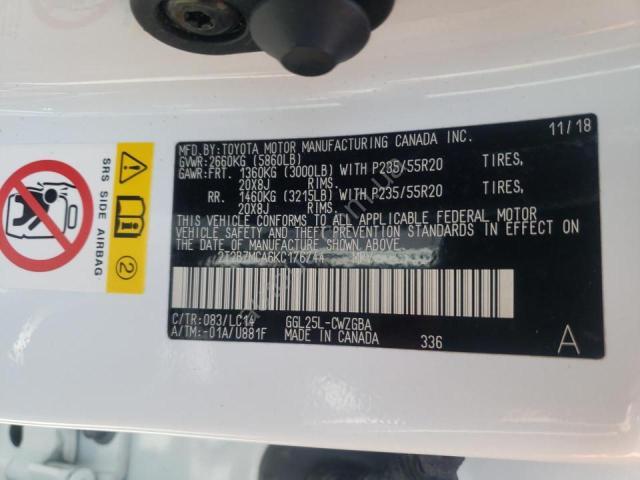 MFD.BY:TOYOTA MOTOR MANUFACTURING CANADA INC. 11/18
GVWR:2660KG (5860LB)
GAWR:FRT. 1360KG (3000LB) WITH P235/55R20 TIRES,
20X8J RIMS.
RR. 1460KG (3215LB) WITH P235/55R20 TIRES,
20X8J RIMS.
THIS VEHICLE CONFORMS TO ALL APPLICABLE FEDERAL MOTOR
VEHICLE SAFETY AND THEFT PREVENTION STANDARDS IN EFFECT ON
THE DATE OF MANUFACTURE SHOWN ABOVE.
2T2BZMCA6KC176744 MPV
C/TR:083/LC14 GGL25L-CWZGBA
A/TM:-01A/U881F MADE IN CANADA 336 A
SRS SIDE AIRBAG
2